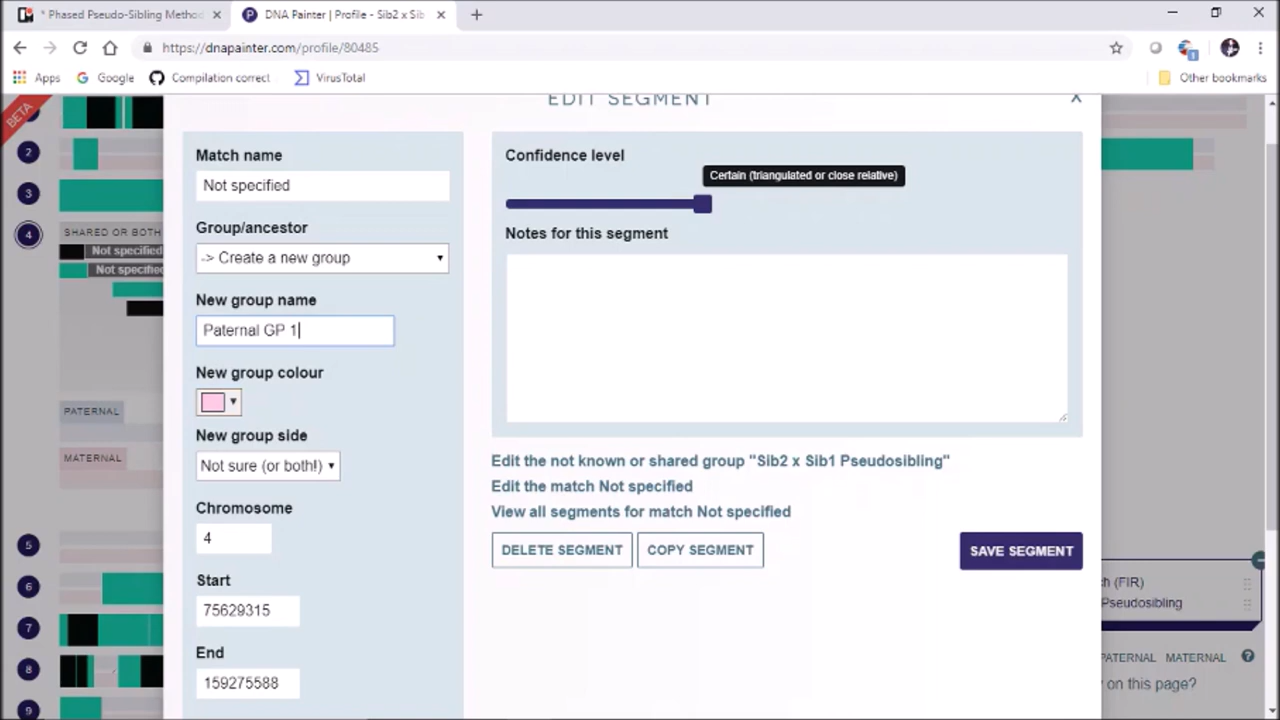 * Phased Pseudo-Sibling Metho
DNA Painter | Profile - Sib2 x Sib
https://dnapainter.com/profile/80485
Apps
Google
Compilation correct
VirusTotal
Other bookmarks
BETA
EDIT SEGMENT
X
Match name
Not specified
Group/ancestor
-> Create a new group
New group name
Paternal GP 1
New group colour
New group side
Not sure (or both!)
Chromosome
4
Start
75629315
End
159275588
Confidence level
Certain (triangulated or close relative)
Notes for this segment
Edit the not known or shared group "Sib2 x Sib1 Pseudosibling"
Edit the match Not specified
View all segments for match Not specified
DELETE SEGMENT
COPY SEGMENT
SAVE SEGMENT
2
3
4
SHARED OR BOTH
Not specified
Not specified
PATERNAL
MATERNAL
5
6
7
8
9
ch (FIR)
Pseudosibling
PATERNAL MATERNAL ?
y on this page?